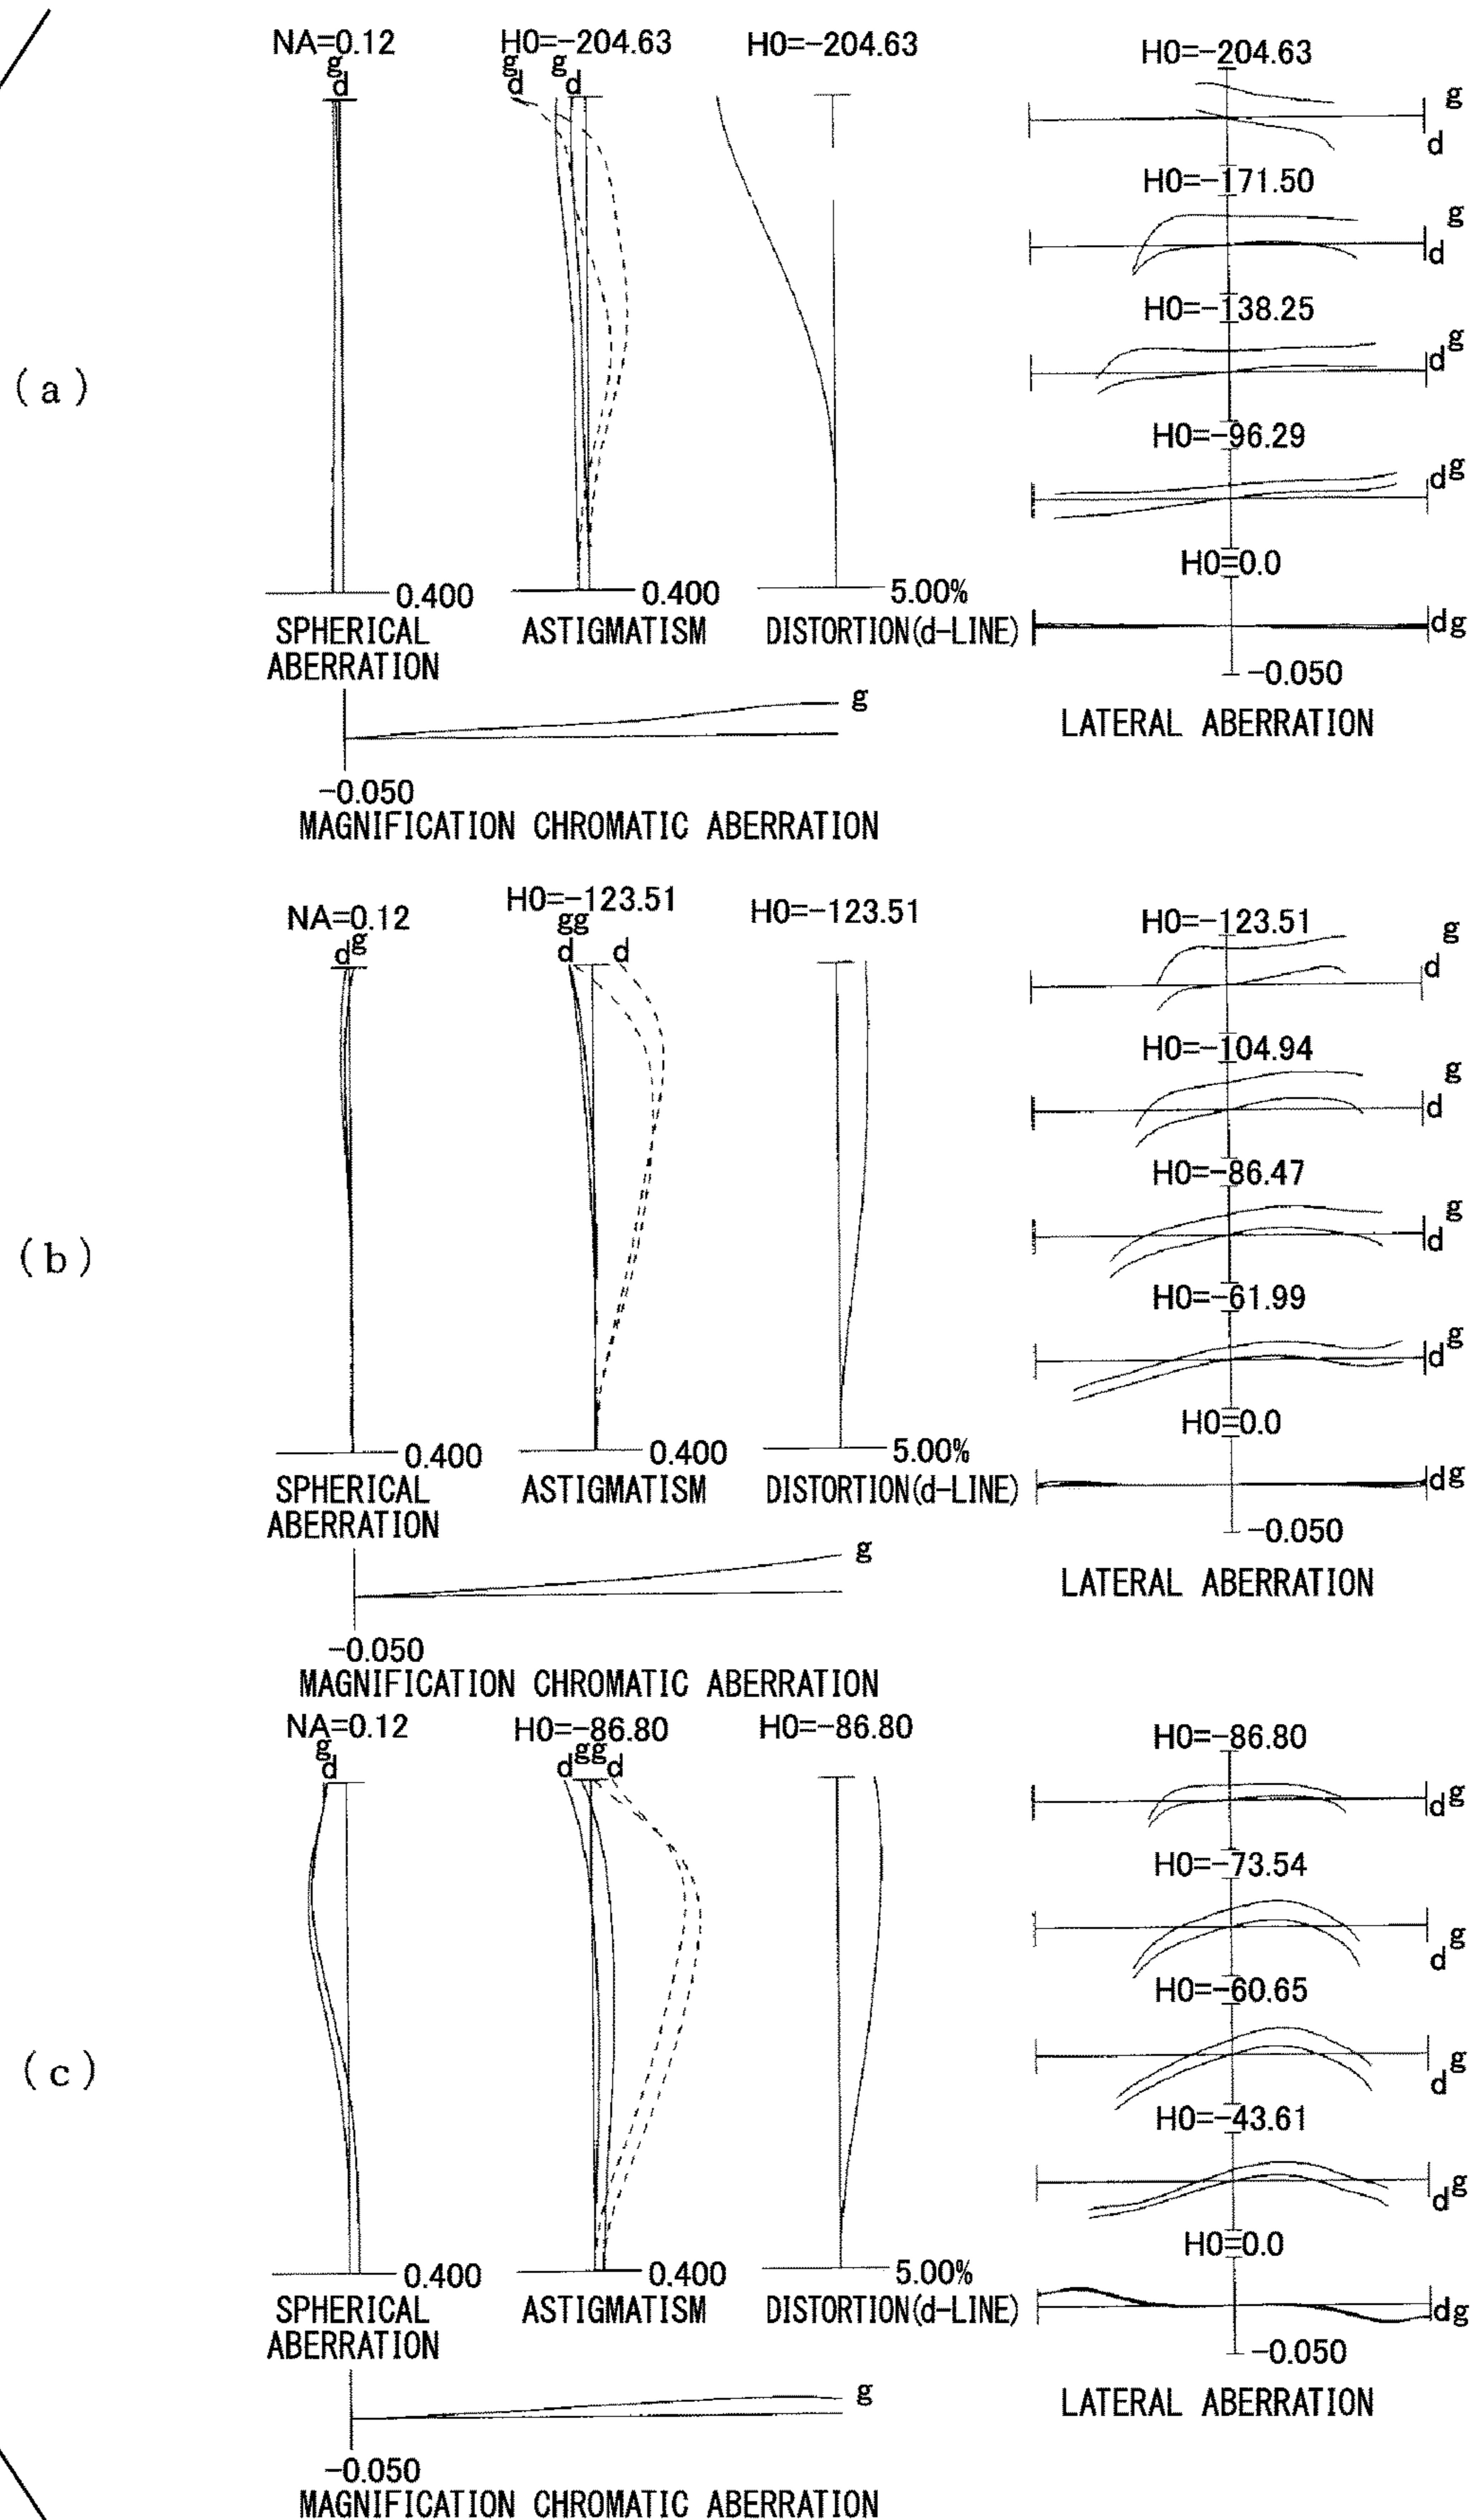 (a)
NA=0.12
g
d
H0=-204.63
g g
d d
H0=-204.63
0.400
SPHERICAL
ABERRATION
0.400
ASTIGMATISM
5.00%
DISTORTION(d-LINE)
g
-0.050
MAGNIFICATION CHROMATIC ABERRATION
H0=-204.63
g
d
H0=-171.50
g
d
H0=-138.25
d g
H0=-96.29
d g
H0=0.0
d g
-0.050
LATERAL ABERRATION
(b)
NA=0.12
d g
H0=-123.51
g g
d d
H0=-123.51
0.400
SPHERICAL
ABERRATION
0.400
ASTIGMATISM
5.00%
DISTORTION(d-LINE)
g
-0.050
MAGNIFICATION CHROMATIC ABERRATION
H0=-123.51
g
d
H0=-104.94
g
d
H0=-86.47
g
d
H0=-61.99
d g
H0=0.0
d g
-0.050
LATERAL ABERRATION
(c)
NA=0.12
g
d
H0=-86.80
d g g d
H0=-86.80
0.400
SPHERICAL
ABERRATION
0.400
ASTIGMATISM
5.00%
DISTORTION(d-LINE)
g
-0.050
MAGNIFICATION CHROMATIC ABERRATION
H0=-86.80
d g
H0=-73.54
d g
H0=-60.65
g
d
H0=-43.61
d g
H0=0.0
d g
-0.050
LATERAL ABERRATION